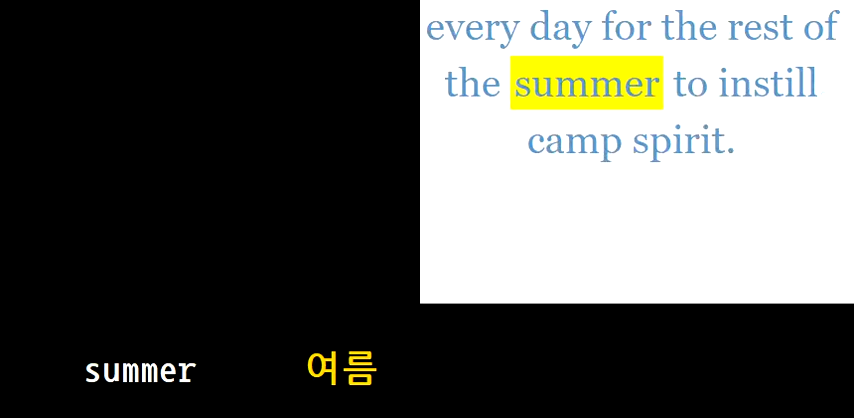 every day for the rest of
the summer to instill
camp spirit.
summer 여름